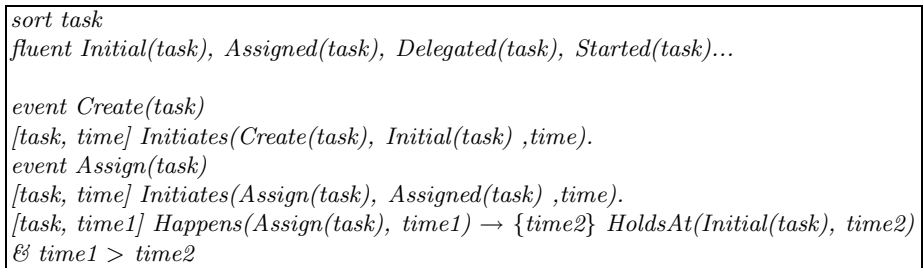 sort task
fluent Initial(task), Assigned(task), Delegated(task), Started(task)...
event Create(task)
[task, time] Initiates(Create(task), Initial(task) ,time).
event Assign(task)
[task, time] Initiates(Assign(task), Assigned(task) ,time).
[task, time1] Happens(Assign(task), time1) → {time2} HoldsAt(Initial(task), time2)
& time1 > time2